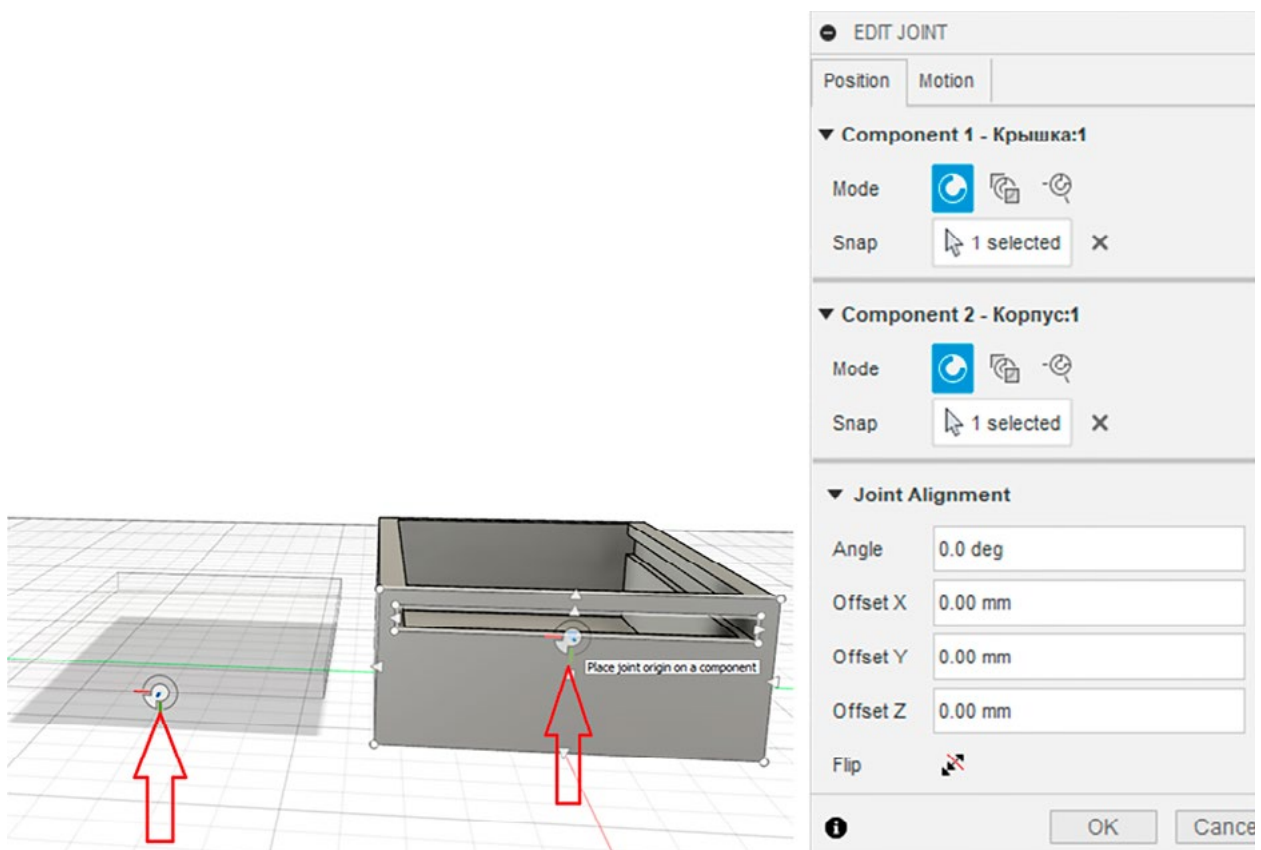 EDIT JOINT
Position Motion
Component 1 - Крышка:1
Mode
Snap 1 selected
Component 2 - Корпус:1
Mode
Snap 1 selected
Joint Alignment
Angle 0.0 deg
Offset X 0.00 mm
Offset Y 0.00 mm
Offset Z 0.00 mm
Flip
OK Cance
Place joint origin on a component